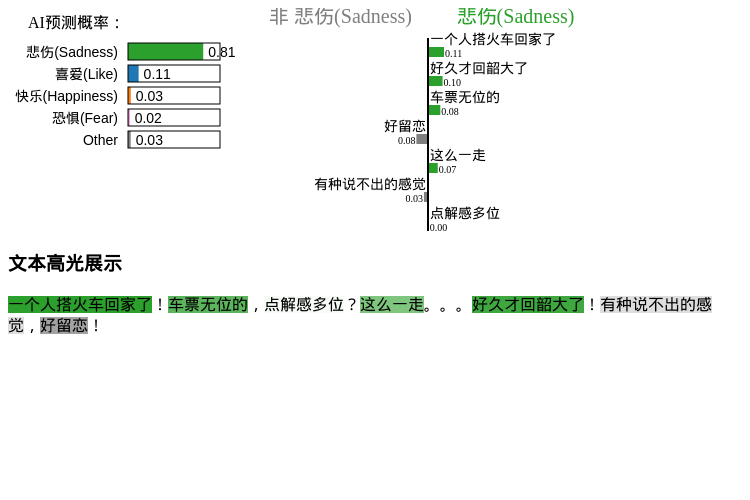 AI预测概率：
悲伤(Sadness) 0.81
喜爱(Like) 0.11
快乐(Happiness) 0.03
恐惧(Fear) 0.02
Other 0.03
非 悲伤(Sadness) 悲伤(Sadness)
一个人搭火车回家了
0.11
好久才回韶大了
0.10
车票无位的
0.08
好留恋
0.08
这么一走
0.07
有种说不出的感觉
0.03
点解感多位
0.00
文本高光展示
一个人搭火车回家了！车票无位的，点解感多位？这么一走。。。好久才回韶大了！有种说不出的感
觉，好留恋！